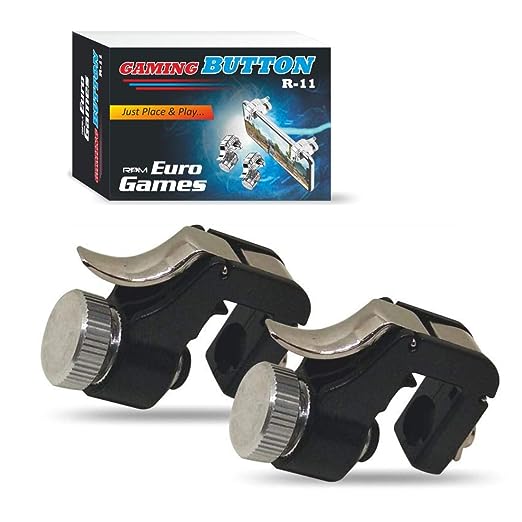 GAMING BUTTON
R-11
Just Place & Play...
RPM Euro
Games
GAMING BUTTON
R-11
RPM Euro
Games